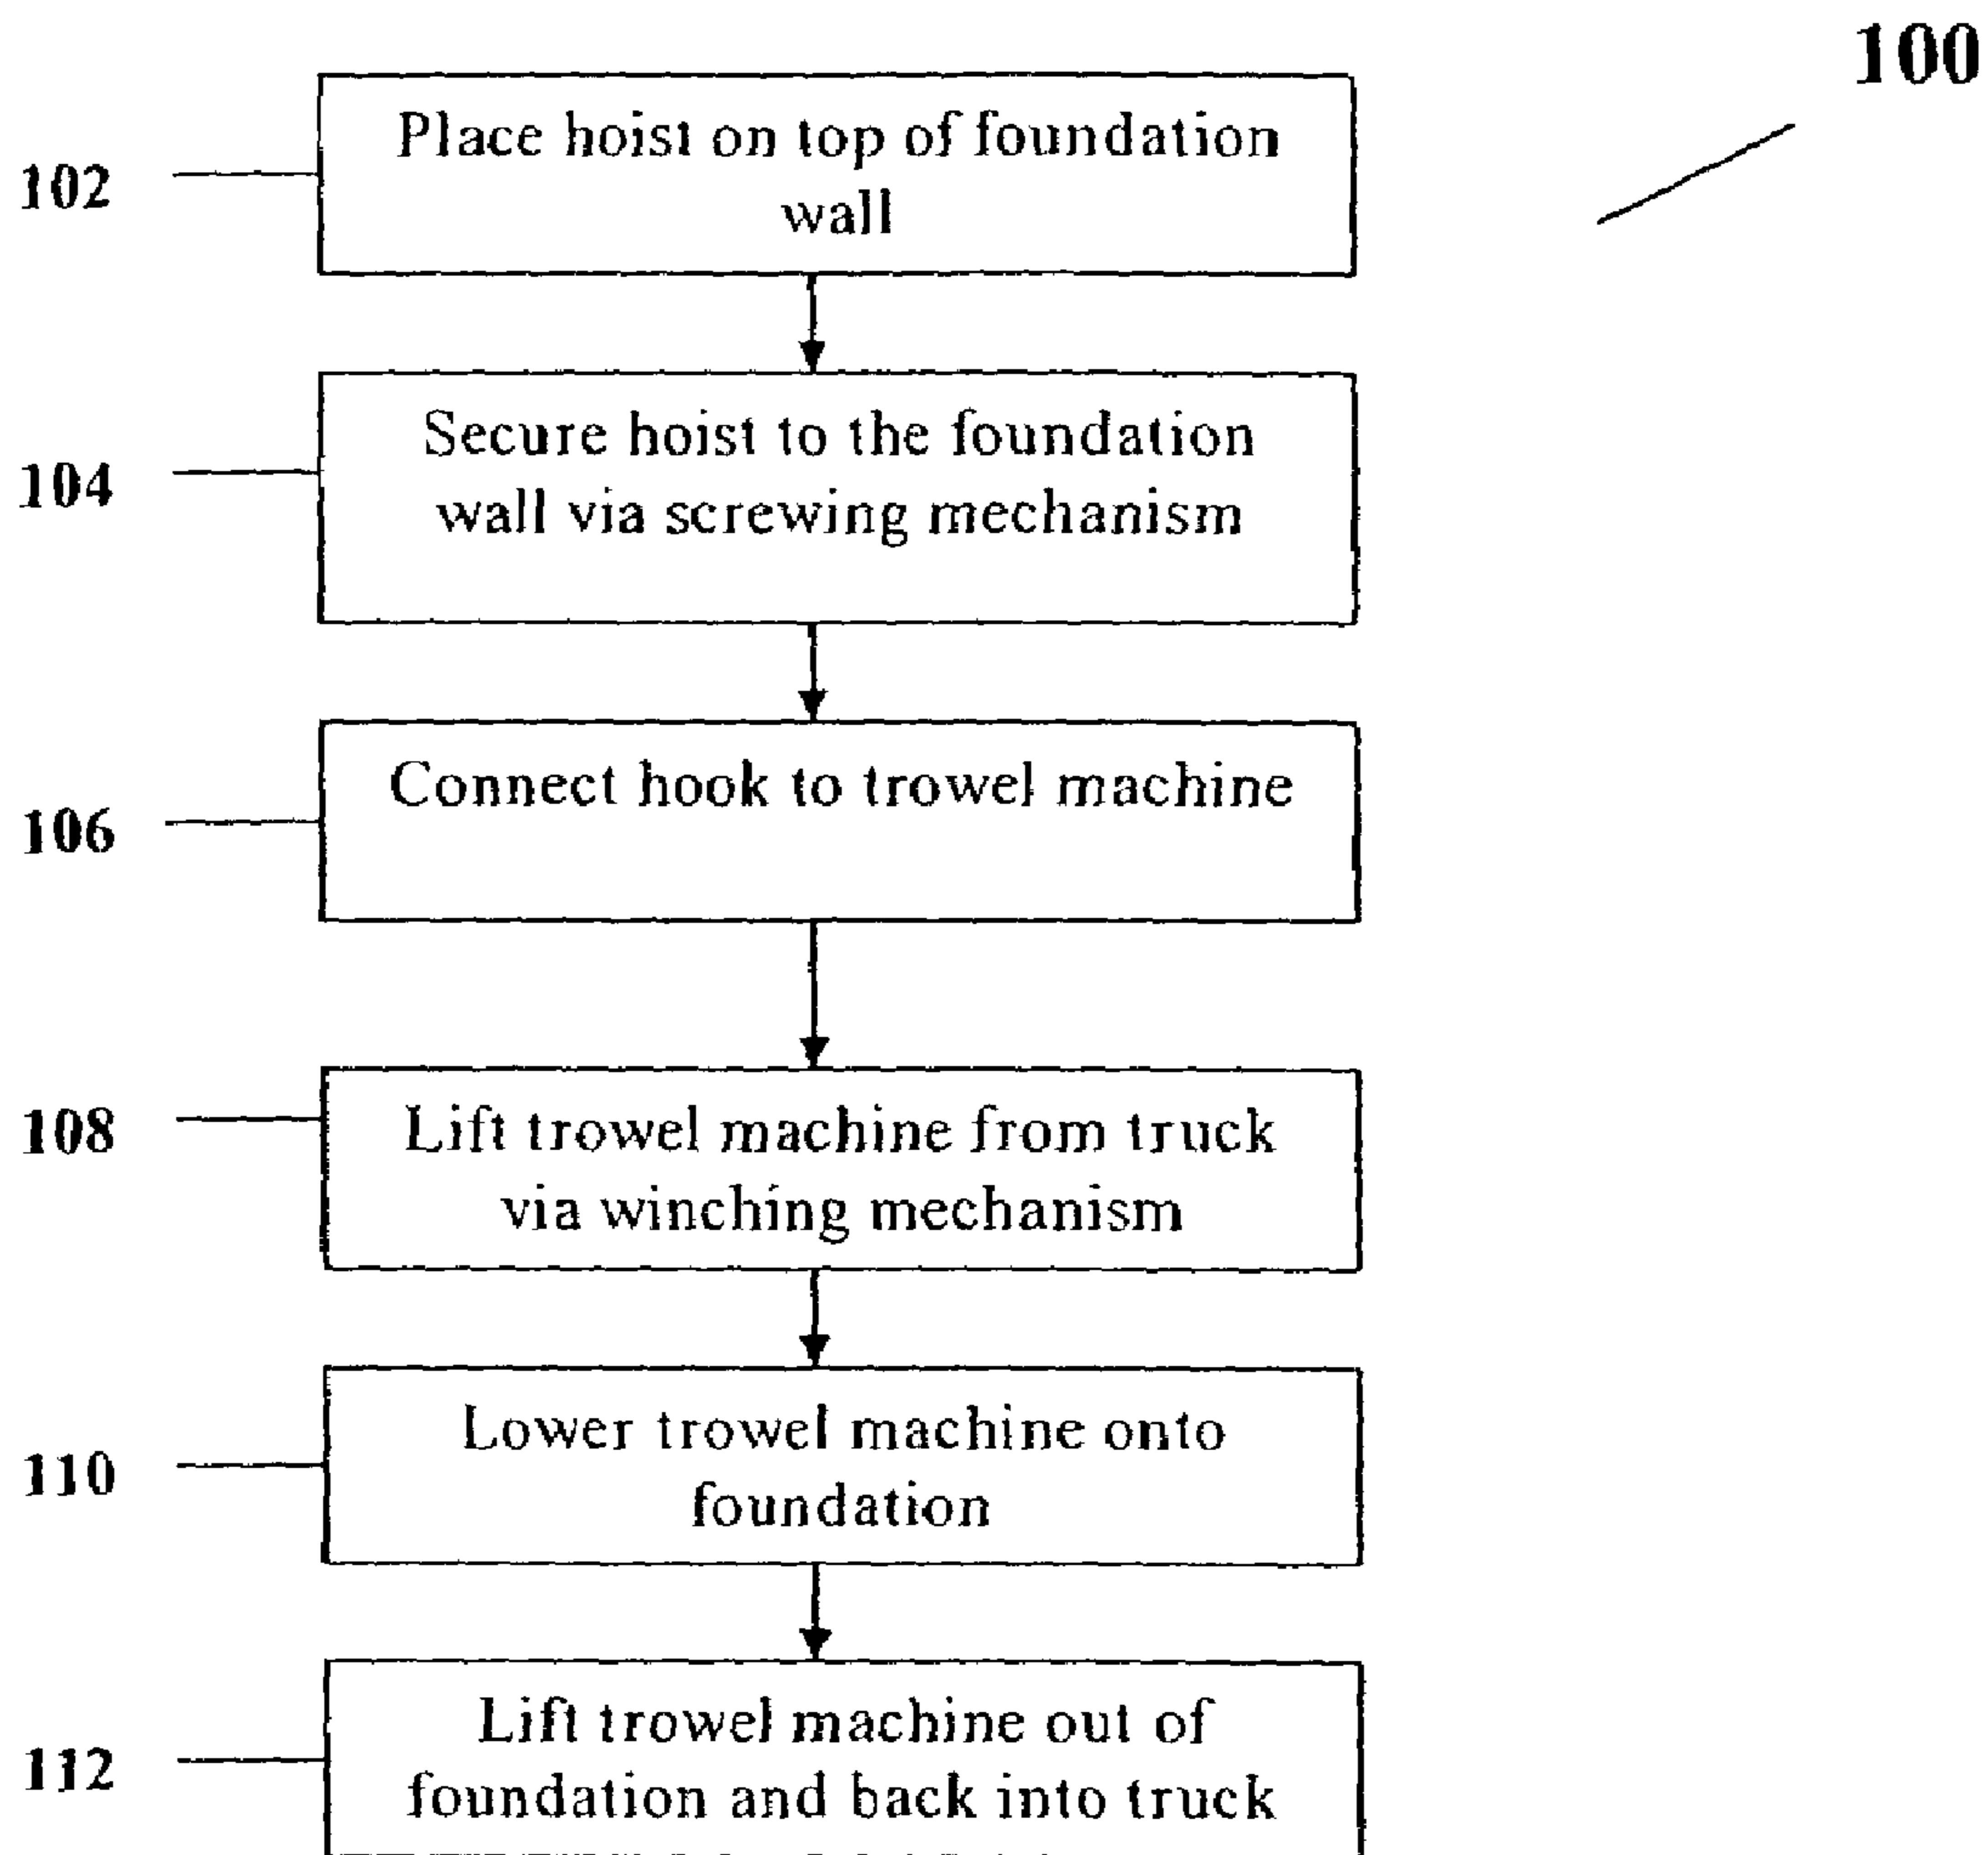 100
102
Place hoist on top of foundation
wall
104
Secure hoist to the foundation
wall via screwing mechanism
106
Connect hook to trowel machine
108
Lift trowel machine from truck
via winching mechanism
110
Lower trowel machine onto
foundation
112
Lift trowel machine out of
foundation and back into truck